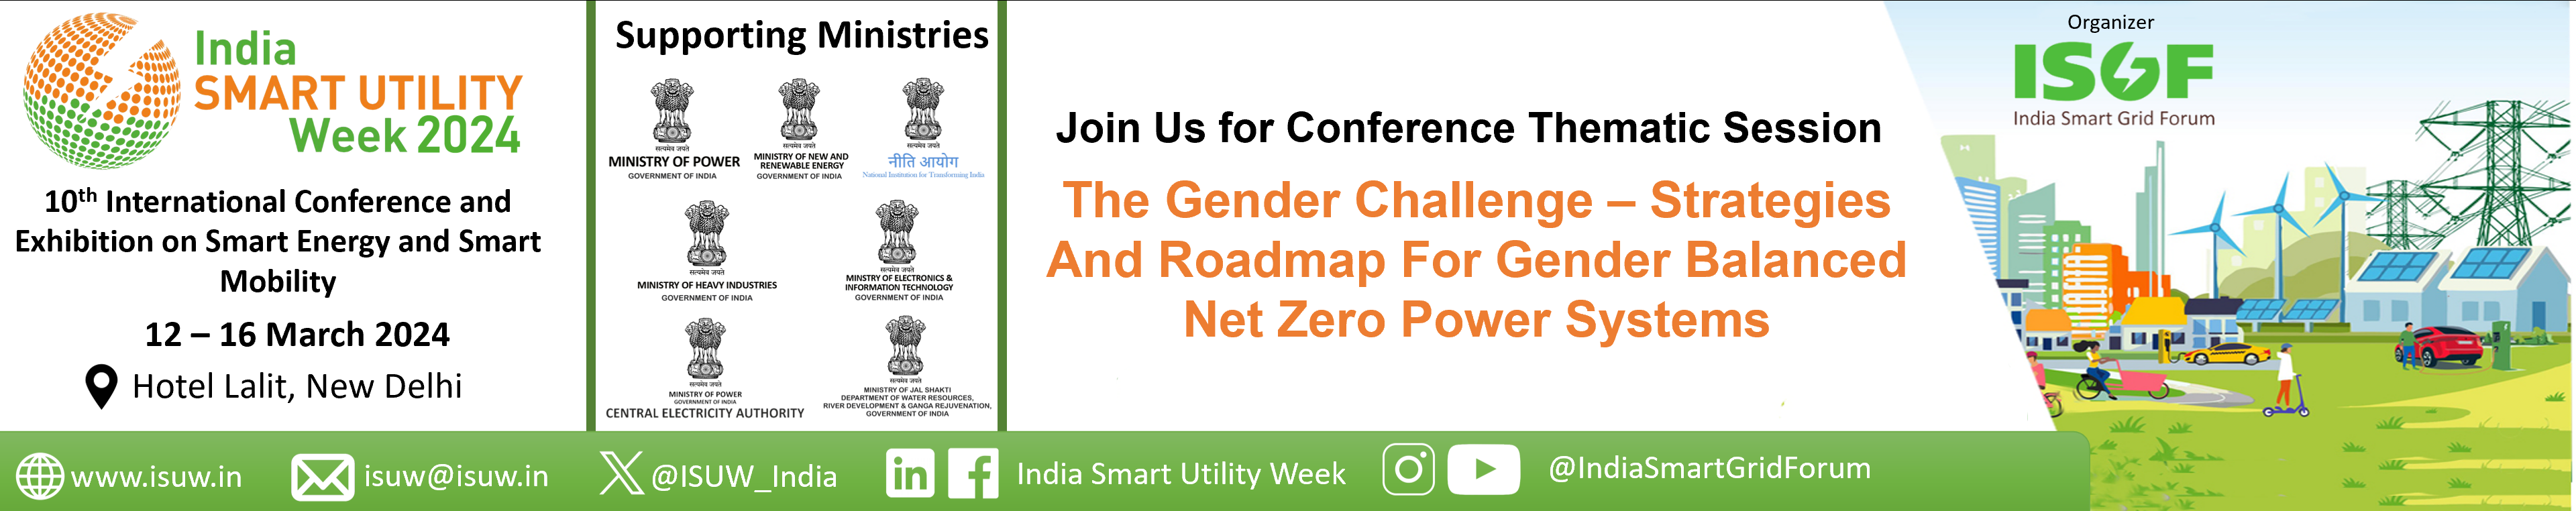 India
SMART UTILITY
Week 2024
10th International Conference and
Exhibition on Smart Energy and Smart
Mobility
12 – 16 March 2024
Hotel Lalit, New Delhi
Supporting Ministries
सत्यमेव जयते
MINISTRY OF POWER
GOVERNMENT OF INDIA
सत्यमेव जयते
MINISTRY OF NEW AND
RENEWABLE ENERGY
GOVERNMENT OF INDIA
सत्यमेव जयते
नीति आयोग
National Institution for Transforming India
सत्यमेव जयते
MINISTRY OF HEAVY INDUSTRIES
GOVERNMENT OF INDIA
सत्यमेव जयते
MINSTRY OF ELECTRONICS &
INFORMATION TECHNOLOGY
GOVERNMENT OF INDIA
सत्यमेव जयते
MINISTRY OF POWER
GOVERNMENT OF INDIA
CENTRAL ELECTRICITY AUTHORITY
सत्यमेव जयते
MINISTRY OF JAL SHAKTI
DEPARTMENT OF WATER RESOURCES,
RIVER DEVELOPMENT & GANGA REJUVENATION,
GOVERNMENT OF INDIA
Join Us for Conference Thematic Session
The Gender Challenge – Strategies
And Roadmap For Gender Balanced
Net Zero Power Systems
Organizer
ISGF
India Smart Grid Forum
www.isuw.in
isuw@isuw.in
@ISUW_India
India Smart Utility Week
@IndiaSmartGridForum